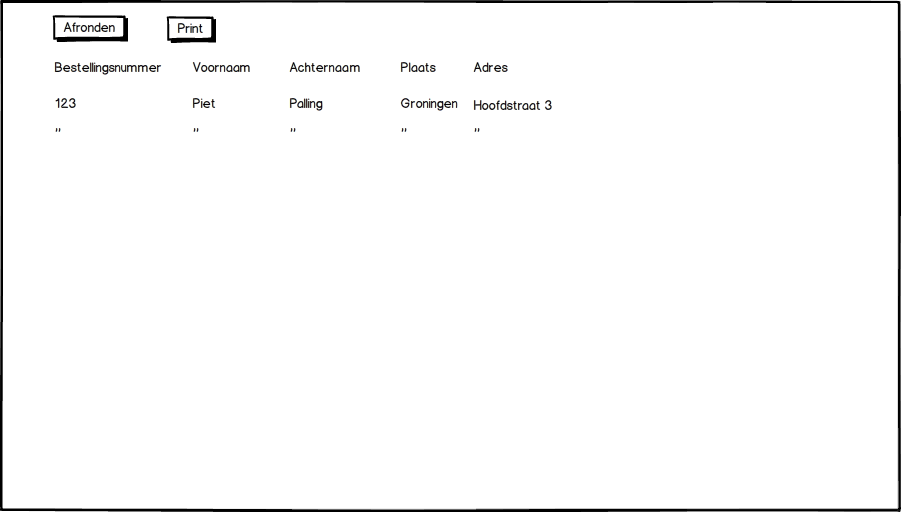 Afronden Print
Bestellingsnummer Voornaam Achternaam Plaats Adres
123 Piet Palling Groningen Hoofdstraat 3
" " " " "